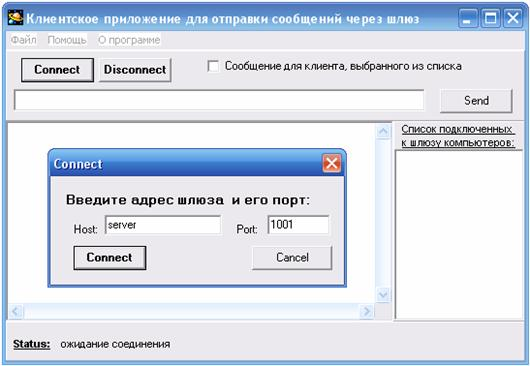 Клиентское приложение для отправки сообщений через шлюз
Файл Помощь О программе
Connect Disconnect Сообщение для клиента, выбранного из списка
Send
Список подключенных
к шлюзу компьютеров:
Connect
Введите адрес шлюза и его порт:
Host: server Port: 1001
Connect Cancel
Status: ожидание соединения